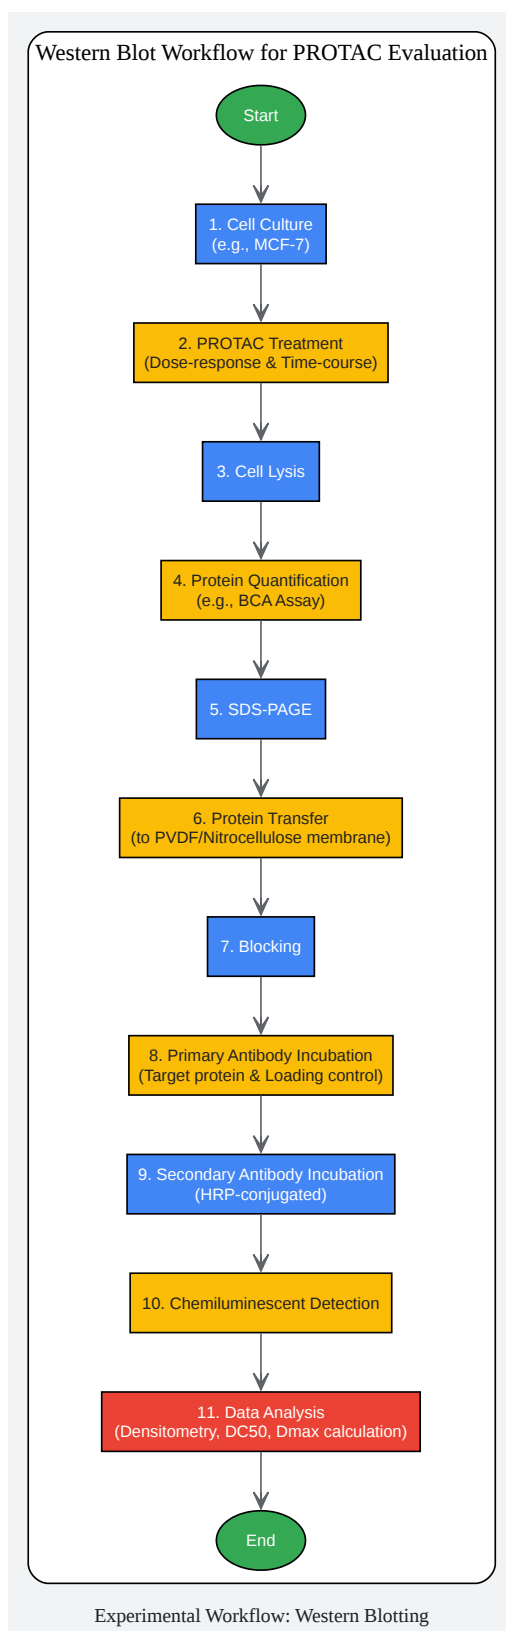 Western Blot Workflow for PROTAC Evaluation
Start
1. Cell Culture
(e.g., MCF-7)
2. PROTAC Treatment
(Dose-response & Time-course)
3. Cell Lysis
4. Protein Quantification
(e.g., BCA Assay)
5. SDS-PAGE
6. Protein Transfer
(to PVDF/Nitrocellulose membrane)
7. Blocking
8. Primary Antibody Incubation
(Target protein & Loading control)
9. Secondary Antibody Incubation
(HRP-conjugated)
10. Chemiluminescent Detection
11. Data Analysis
(Densitometry, DC50, Dmax calculation)
End
Experimental Workflow: Western Blotting